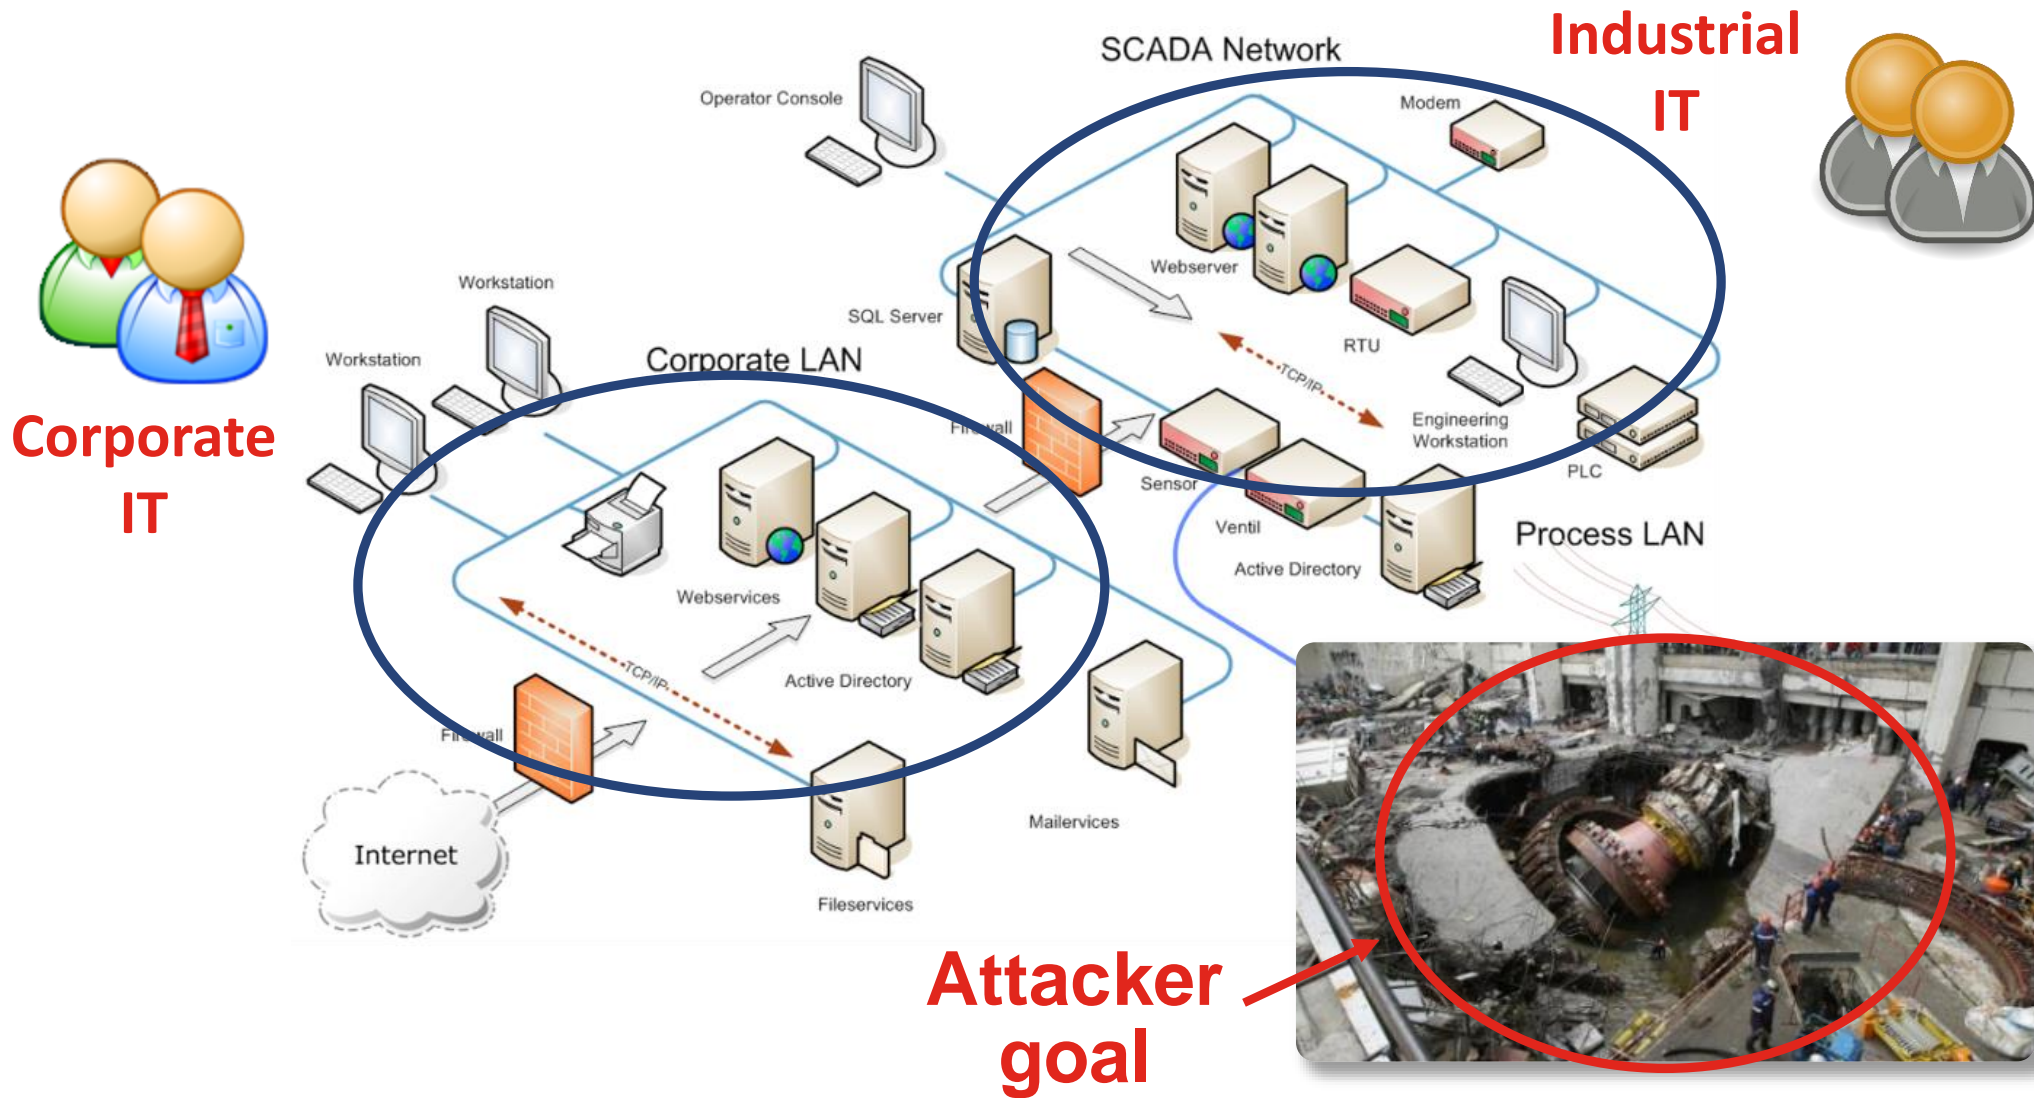 Industrial
IT
SCADA Network
Modem
Operator Console
Webserver
Workstation
SQL Server
RTU
TCP/IP
Workstation
Corporate LAN
Corporate
IT
Firewall
Engineering
Workstation
PLC
Sensor
Ventil
Process LAN
Active Directory
Webservices
TCP/IP
Active Directory
Firewall
Mailervices
Internet
Fileservices
Attacker
goal